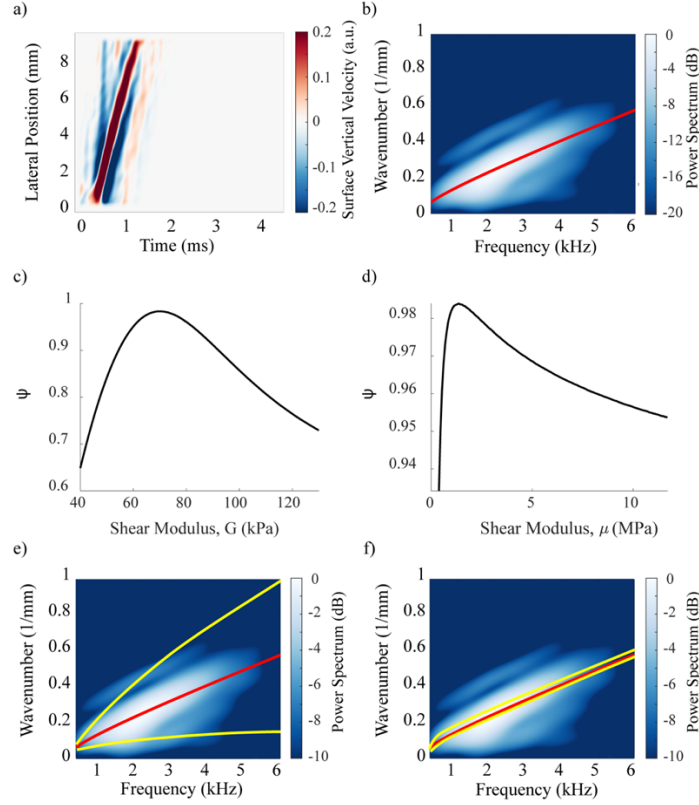 a)
8
6
4
2
0
Lateral Position (mm)
0 1 2 3 4
Time (ms)
0.2
0.1
0
-0.1
-0.2
Surface Vertical Velocity (a.u.)
b)
1
0.8
0.6
0.4
0.2
0
Wavenumber (1/mm)
1 2 3 4 5 6
Frequency (kHz)
0
-4
-8
-12
-16
-20
Power Spectrum (dB)
c)
1
0.9
0.8
0.7
0.6
ψ
40 60 80 100 120
Shear Modulus, G (kPa)
d)
0.98
0.97
0.96
0.95
0.94
ψ
0 5 10
Shear Modulus, μ (MPa)
e)
1
0.8
0.6
0.4
0.2
0
Wavenumber (1/mm)
1 2 3 4 5 6
Frequency (kHz)
0
-2
-4
-6
-8
-10
Power Spectrum (dB)
f)
1
0.8
0.6
0.4
0.2
0
Wavenumber (1/mm)
1 2 3 4 5 6
Frequency (kHz)
0
-2
-4
-6
-8
-10
Power Spectrum (dB)